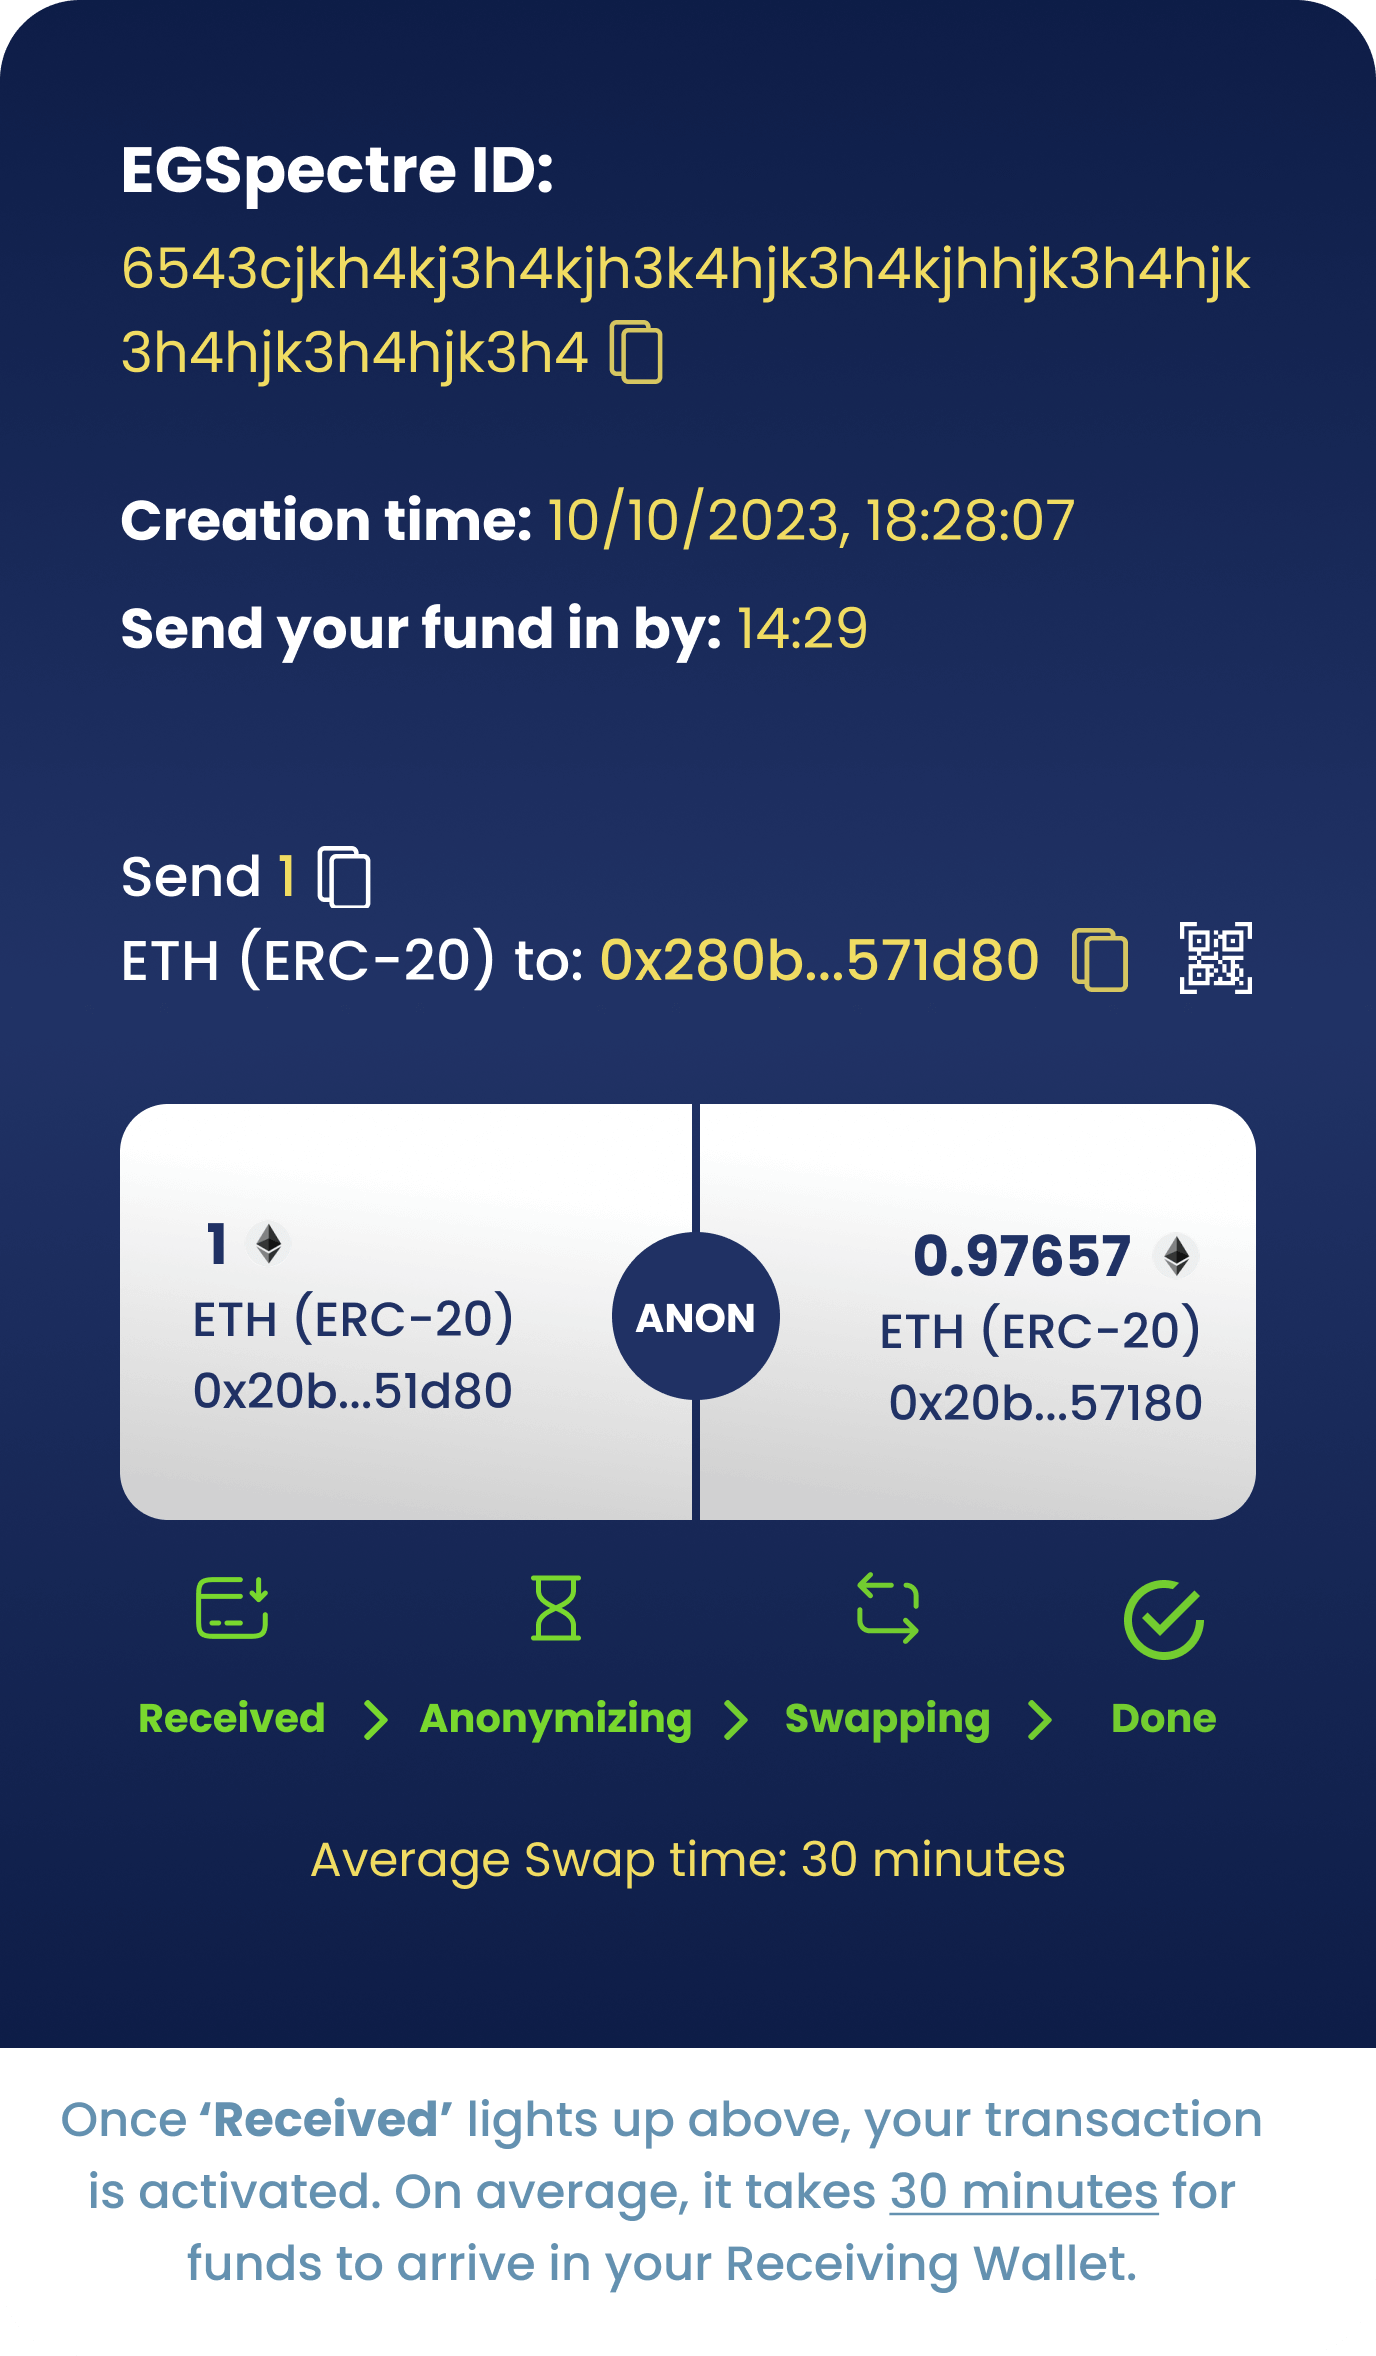 EGSpectre ID:
6543cjkh4kj3h4kjh3k4hjk3h4kjhhjk3h4hjk
3h4hjk3h4hjk3h4
Creation time: 10/10/2023, 18:28:07
Send your fund in by: 14:29
Send 1
ETH (ERC-20) to: 0x280b...571d80
1
ETH (ERC-20)
0x20b...51d80
ANON
0.97657
ETH (ERC-20)
0x20b...57180
Received > Anonymizing > Swapping > Done
Average Swap time: 30 minutes
Once ‘Received’ lights up above, your transaction
is activated. On average, it takes 30 minutes for
funds to arrive in your Receiving Wallet.